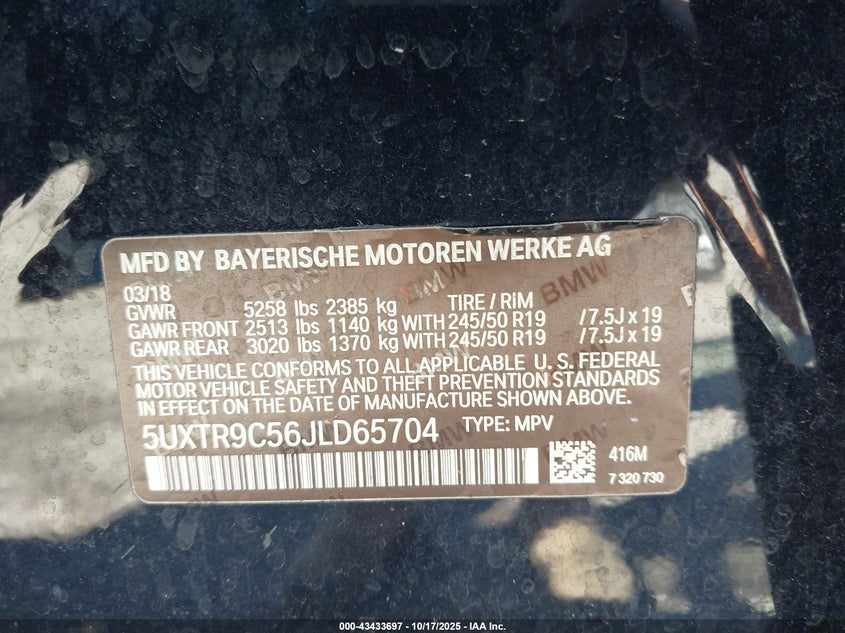 MFD BY BAYERISCHE MOTOREN WERKE AG
03/18
GVWR 5258 lbs 2385 kg TIRE / RIM
GAWR FRONT 2513 lbs 1140 kg WITH 245/50 R19 / 7.5J x 19
GAWR REAR 3020 lbs 1370 kg WITH 245/50 R19 / 7.5J x 19
THIS VEHICLE CONFORMS TO ALL APPLICABLE U. S. FEDERAL
MOTOR VEHICLE SAFETY AND THEFT PREVENTION STANDARDS
IN EFFECT ON THE DATE OF MANUFACTURE SHOWN ABOVE.
5UXTR9C56JLD65704 TYPE: MPV
416M
7 320 730
000-43433697 - 10/17/2025 - IAA Inc.